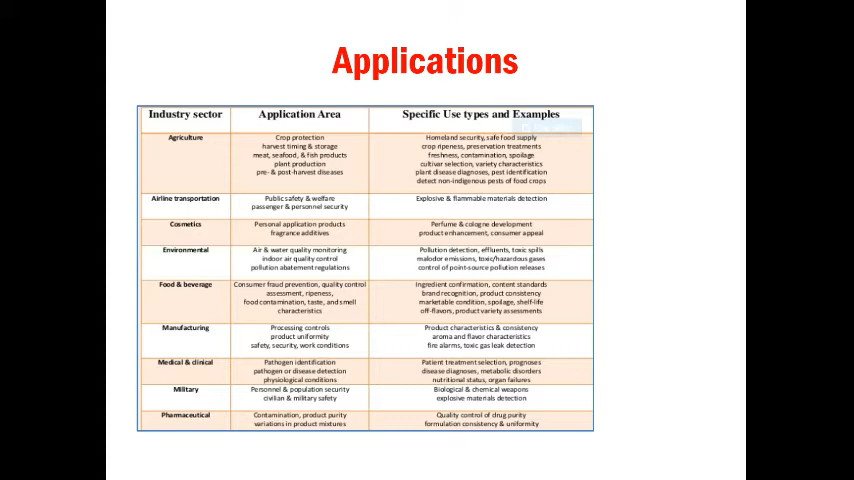 Applications
Industry sector Application Area Specific Use types and Examples
Agriculture Crop protection Homeland security, safe food supply
harvest timing & storage crop ripeness, preservation treatments
meat, seafood, & fish products freshness, contamination, spoilage
plant production cultivar selection, variety characteristics
pre- & post-harvest diseases plant disease diagnoses, pest identification
detect non-indigenous pests of food crops
Airline transportation Public safety & welfare Explosive & flammable materials detection
passenger & personnel security
Cosmetics Personal application products Perfume & cologne development
fragrance additives product enhancement, consumer appeal
Environmental Air & water quality monitoring Pollution detection, effluents, toxic spills
indoor air quality control malodor emissions, toxic/hazardous gases
pollution abatement regulations control of point-source pollution releases
Food & beverage Consumer fraud prevention, quality control Ingredient confirmation, content standards
assessment, ripeness, brand recognition, product consistency
food contamination, taste, and smell marketable condition, spoilage, shelf-life
characteristics off-flavors, product variety assessments
Manufacturing Processing controls Product characteristics & consistency
product uniformity aroma and flavor characteristics
safety, security, work conditions fire alarms, toxic gas leak detection
Medical & clinical Pathogen identification Patient treatment selection, prognoses
pathogen or disease detection disease diagnoses, metabolic disorders
physiological conditions nutritional status, organ failures
Military Personnel & population security Biological & chemical weapons
civilian & military safety explosive materials detection
Pharmaceutical Contamination, product purity Quality control of drug purity
variations in product mixtures formulation consistency & uniformity